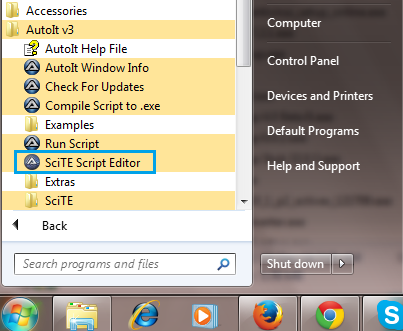 Accessories
AutoIt v3
AutoIt Help File
AutoIt Window Info
Check For Updates
Compile Script to .exe
Examples
Run Script
SciTE Script Editor
Extras
SciTE
Back
Search programs and files
Computer
Control Panel
Devices and Printers
Default Programs
Help and Support
Shut down